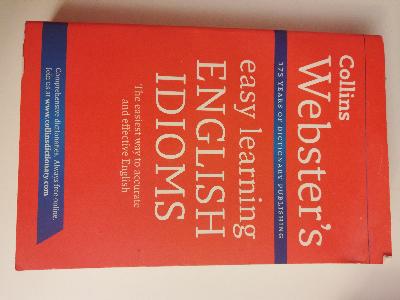 Collins
Webster's
175 YEARS OF DICTIONARY PUBLISHING
easy learning
ENGLISH
IDIOMS
The easiest way to accurate
and effective English
Comprehensive dictionaries. Always free online.
Join us at www.collinsdictionary.com